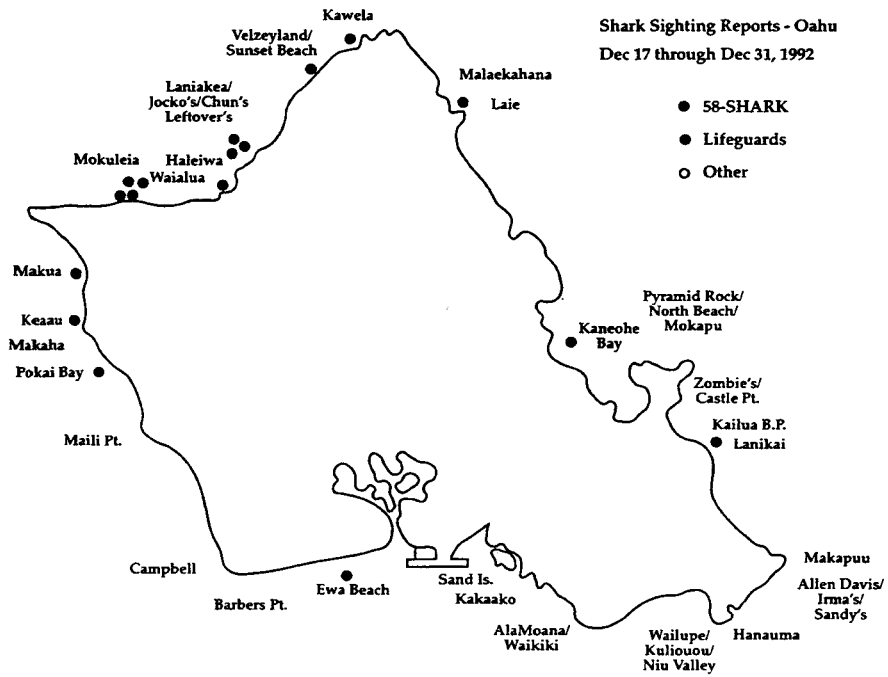 Shark Sighting Reports - Oahu
Dec 17 through Dec 31, 1992
58-SHARK
Lifeguards
Other
Kawela
Velzeyland/
Sunset Beach
Laniakea/
Jocko's/Chun's
Leftover's
Mokuleia
Haleiwa
Waialua
Malaekahana
Laie
Makua
Keaau
Makaha
Pokai Bay
Maili Pt.
Campbell
Barbers Pt.
Ewa Beach
Sand Is.
Kakaako
AlaMoana/
Waikiki
Wailupe/
Kuliouou/
Niu Valley
Hanauma
Allen Davis/
Irma's/
Sandy's
Makapuu
Kailua B.P.
Lanikai
Zombie's/
Castle Pt.
Pyramid Rock/
North Beach/
Mokapu
Kaneohe
Bay